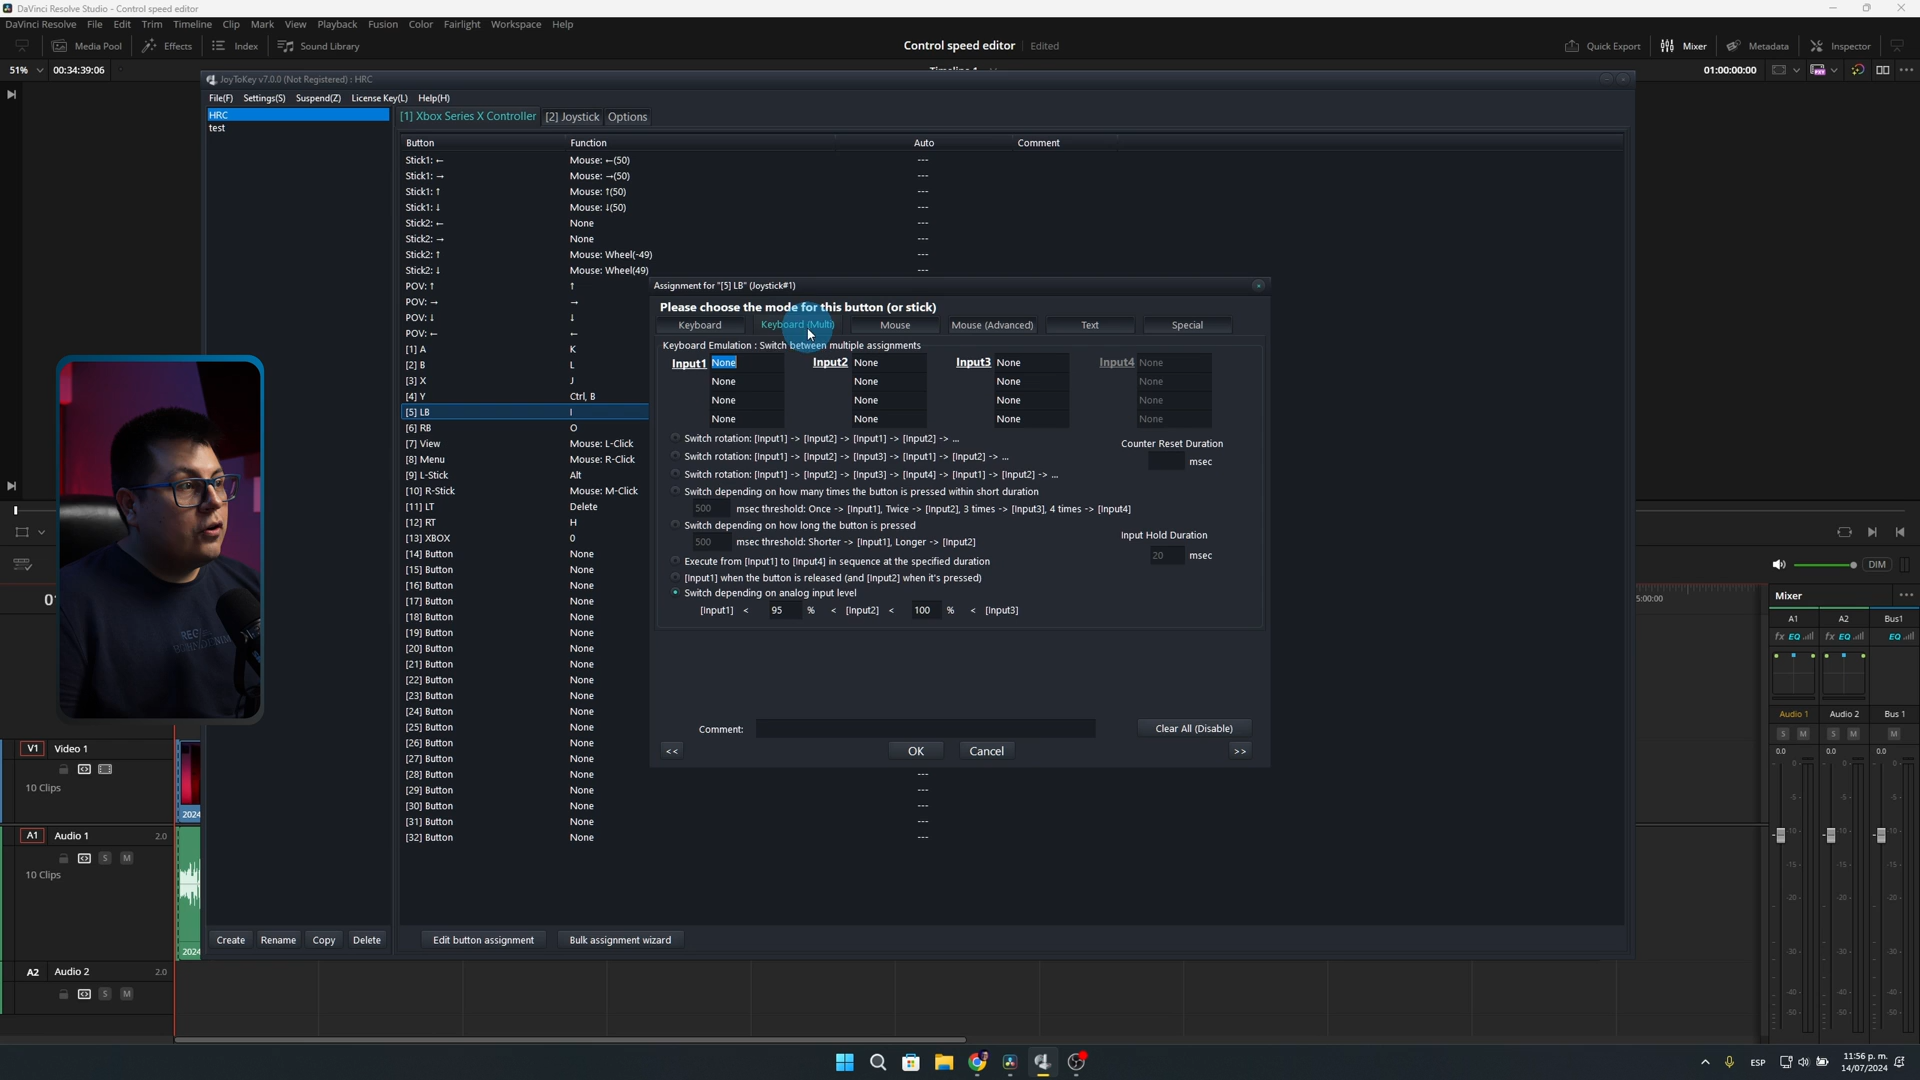 DaVinci Resolve Studio - Control speed editor
DaVinci Resolve File Edit Trim Timeline Clip Mark View Playback Fusion Color Fairlight Workspace Help
Media Pool Effects Index Sound Library Control speed editor Edited Quick Export Mixer Metadata Inspector
51% 00:34:39:06 01:00:00:00
JoyToKey v7.0.0 (Not Registered) : HRC
File(F) Settings(S) Suspend(Z) License Key(L) Help(H)
HRC
test
[1] Xbox Series X Controller [2] Joystick Options
Button Function Auto Comment
Stick1: ← Mouse: ←(50) ---
Stick1: → Mouse: →(50) ---
Stick1: ↑ Mouse: ↑(50) ---
Stick1: ↓ Mouse: ↓(50) ---
Stick2: ← None ---
Stick2: → None ---
Stick2: ↑ Mouse: Wheel(-49) ---
Stick2: ↓ Mouse: Wheel(49) ---
POV: ↑ ↑
POV: → →
POV: ↓ ↓
POV: ← ←
[1] A K
[2] B L
[3] X J
[4] Y Ctrl, B
[5] LB I
[6] RB O
[7] View Mouse: L-Click
[8] Menu Mouse: R-Click
[9] L-Stick Alt
[10] R-Stick Mouse: M-Click
[11] LT Delete
[12] RT H
[13] XBOX 0
[14] Button None
[15] Button None
[16] Button None
[17] Button None
[18] Button None
[19] Button None
[20] Button None
[21] Button None
[22] Button None
[23] Button None
[24] Button None
[25] Button None
[26] Button None
[27] Button None
[28] Button None ---
[29] Button None ---
[30] Button None ---
[31] Button None ---
[32] Button None ---
Assignment for "[5] LB" (Joystick#1)
Please choose the mode for this button (or stick)
Keyboard Keyboard (Multi) Mouse Mouse (Advanced) Text Special
Keyboard Emulation : Switch between multiple assignments
Input1 None Input2 None Input3 None Input4 None
None None None None
None None None None
None None None None
Switch rotation: [Input1] -> [Input2] -> [Input1] -> [Input2] -> ...
Counter Reset Duration
Switch rotation: [Input1] -> [Input2] -> [Input3] -> [Input1] -> [Input2] -> ...
msec
Switch rotation: [Input1] -> [Input2] -> [Input3] -> [Input4] -> [Input1] -> [Input2] -> ...
Switch depending on how many times the button is pressed within short duration
500 msec threshold: Once -> [Input1], Twice -> [Input2], 3 times -> [Input3], 4 times -> [Input4]
Switch depending on how long the button is pressed
500 msec threshold: Shorter -> [Input1], Longer -> [Input2]
Input Hold Duration
20 msec
Execute from [Input1] to [Input4] in sequence at the specified duration
[Input1] when the button is released (and [Input2] when it's pressed)
Switch depending on analog input level
[Input1] < 95 % < [Input2] < 100 % < [Input3]
Comment: Clear All (Disable)
<< OK Cancel >>
Create Rename Copy Delete Edit button assignment Bulk assignment wizard
DIM
5:00:00
Mixer
A1 A2 Bus1
fx EQ fx EQ EQ
Audio 1 Audio 2 Bus 1
S M S M M
0.0 0.0 0.0
V1 Video 1
10 Clips
2024
A1 Audio 1 2.0
S M
10 Clips
2024
A2 Audio 2 2.0
S M
ESP 11:56 p. m.
14/07/2024